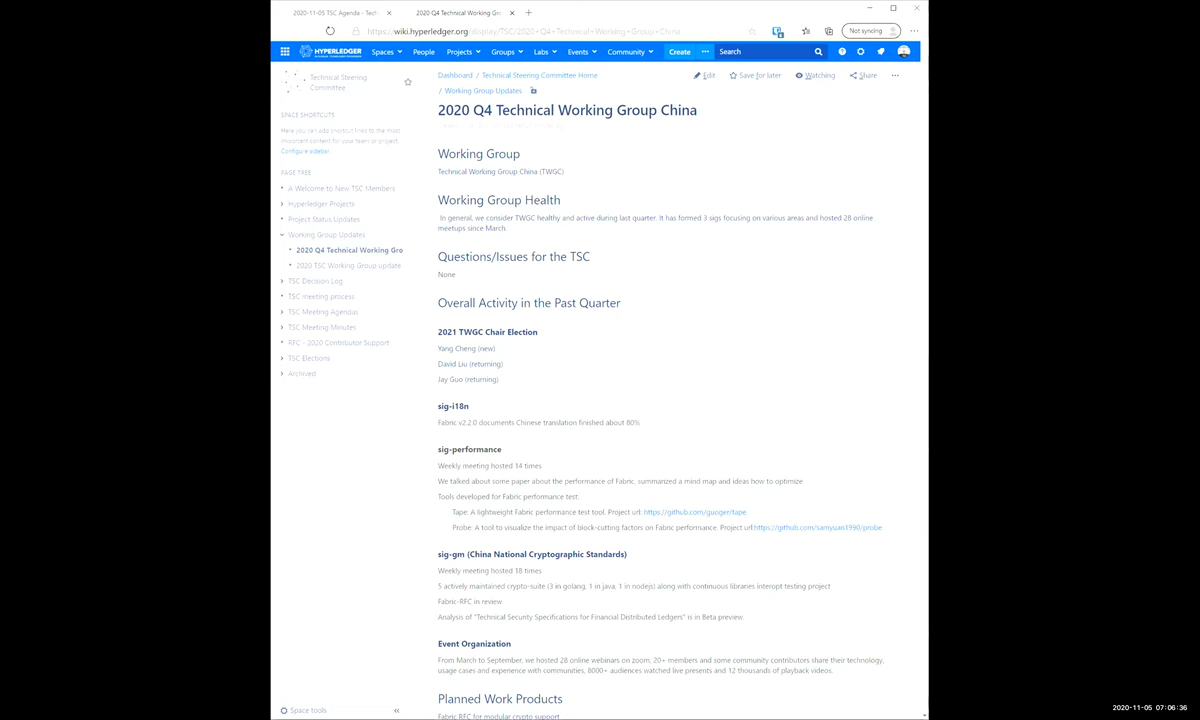 2020-11-05 TSC Agenda - Tech
2020 Q4 Technical Working Gro
https://wiki.hyperledger.org/display/TSC/2020+Q4+Technical+Working+Group+China
Not syncing
HYPERLEDGER
Spaces
People
Projects
Groups
Labs
Events
Community
Create
Search
Technical Steering
Committee
SPACE SHORTCUTS
Here you can add shortcut lines to the most
important content for your team or project.
Configure sidebar.
PAGE TREE
A Welcome to New TSC Members
Hyperledger Projects
Project Status Updates
Working Group Updates
2020 Q4 Technical Working Gro
2020 TSC Working Group update
TSC Decision Log
TSC meeting process
TSC Meeting Agendas
TSC Meeting Minutes
RFC - 2020 Contributor Support
TSC Elections
Archived
Space tools
Dashboard / Technical Steering Committee Home
/ Working Group Updates
Edit
Save for later
Watching
Share
2020 Q4 Technical Working Group China
Working Group
Technical Working Group China (TWGC)
Working Group Health
In general, we consider TWGC healthy and active during last quarter. It has formed 3 sigs focusing on various areas and hosted 28 online
meetups since March.
Questions/Issues for the TSC
None
Overall Activity in the Past Quarter
2021 TWGC Chair Election
Yang Cheng (new)
David Liu (returning)
Jay Guo (returning)
sig-i18n
Fabric v2.2.0 documents Chinese translation finished about 80%
sig-performance
Weekly meeting hosted 14 times
We talked about some paper about the performance of Fabric, summarized a mind map and ideas how to optimize
Tools developed for Fabric performance test:
Tape: A lightweight Fabric performance test tool. Project url: https://github.com/guoger/tape
Probe: A tool to visualize the impact of block-cutting factors on Fabric performance. Project url:https://github.com/samyuan1990/probe
sig-gm (China National Cryptographic Standards)
Weekly meeting hosted 18 times
5 actively maintained crypto-suite (3 in golang, 1 in java, 1 in nodejs) along with continuous libraries interopt testing project
Fabric-RFC in review
Analysis of "Technical Security Specifications for Financial Distributed Ledgers" is in Beta preview.
Event Organization
From March to September, we hosted 28 online webinars on zoom, 20+ members and some community contributors share their technology,
usage cases and experience with communities, 8000+ audiences watched live presents and 12 thousands of playback videos.
Planned Work Products
Fabric RFC for modular crypto support
2020-11-05 07:06:36